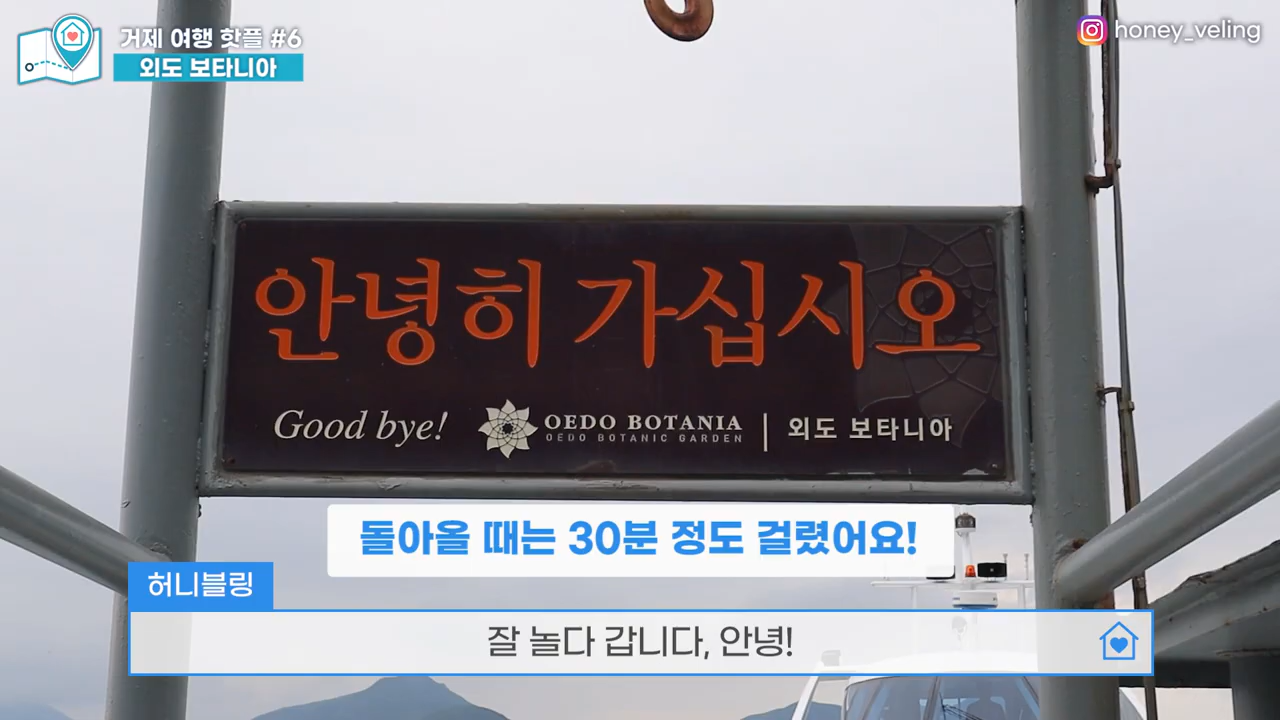 거제 여행 핫플 #6
외도 보타니아
honey_veling
안녕히 가십시오
Good bye!
OEDO BOTANIA
OEDO BOTANIC GARDEN
외도 보타니아
돌아올 때는 30분 정도 걸렸어요!
허니블링
잘 놀다 갑니다, 안녕!